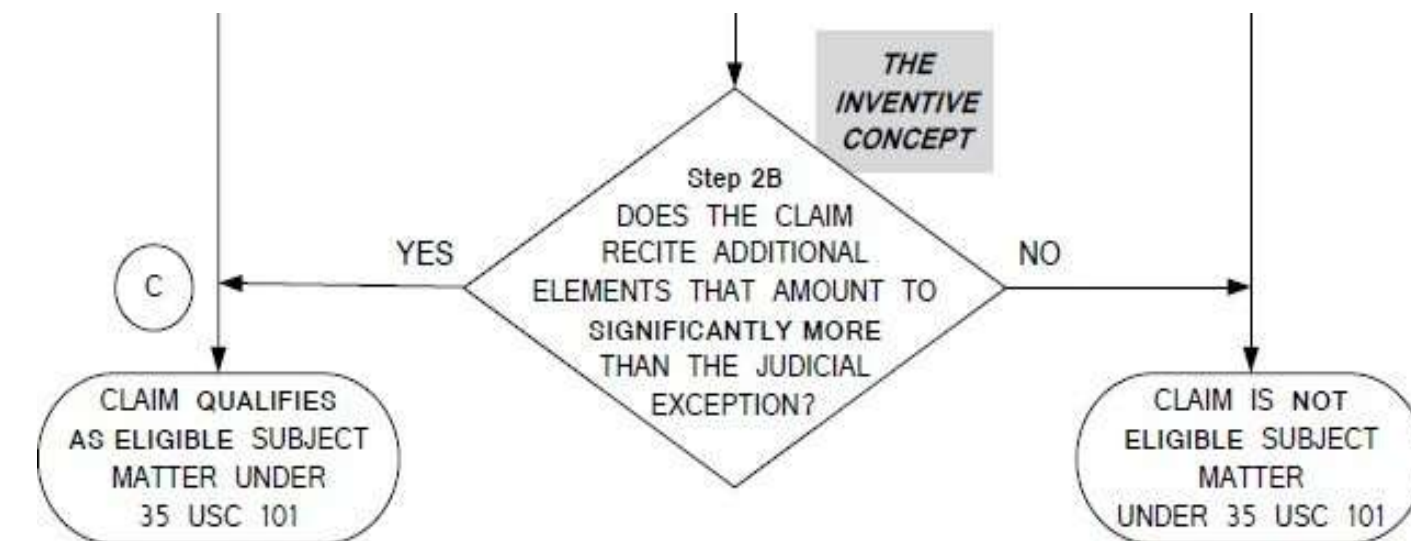 THE
INVENTIVE
CONCEPT
Step 2B
DOES THE CLAIM
RECITE ADDITIONAL
ELEMENTS THAT AMOUNT TO
SIGNIFICANTLY MORE
THAN THE JUDICIAL
EXCEPTION?
YES
NO
C
CLAIM QUALIFIES
AS ELIGIBLE SUBJECT
MATTER UNDER
35 USC 101
CLAIM IS NOT
ELIGIBLE SUBJECT
MATTER
UNDER 35 USC 101